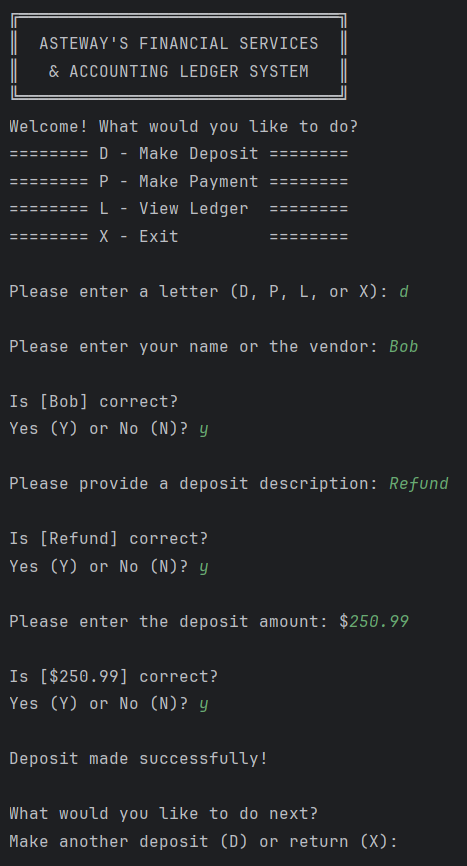 ASTEWAY'S FINANCIAL SERVICES
& ACCOUNTING LEDGER SYSTEM
Welcome! What would you like to do?
======== D - Make Deposit ========
======== P - Make Payment ========
======== L - View Ledger  ========
======== X - Exit         ========
Please enter a letter (D, P, L, or X): d
Please enter your name or the vendor: Bob
Is [Bob] correct?
Yes (Y) or No (N)? y
Please provide a deposit description: Refund
Is [Refund] correct?
Yes (Y) or No (N)? y
Please enter the deposit amount: $250.99
Is [$250.99] correct?
Yes (Y) or No (N)? y
Deposit made successfully!
What would you like to do next?
Make another deposit (D) or return (X):